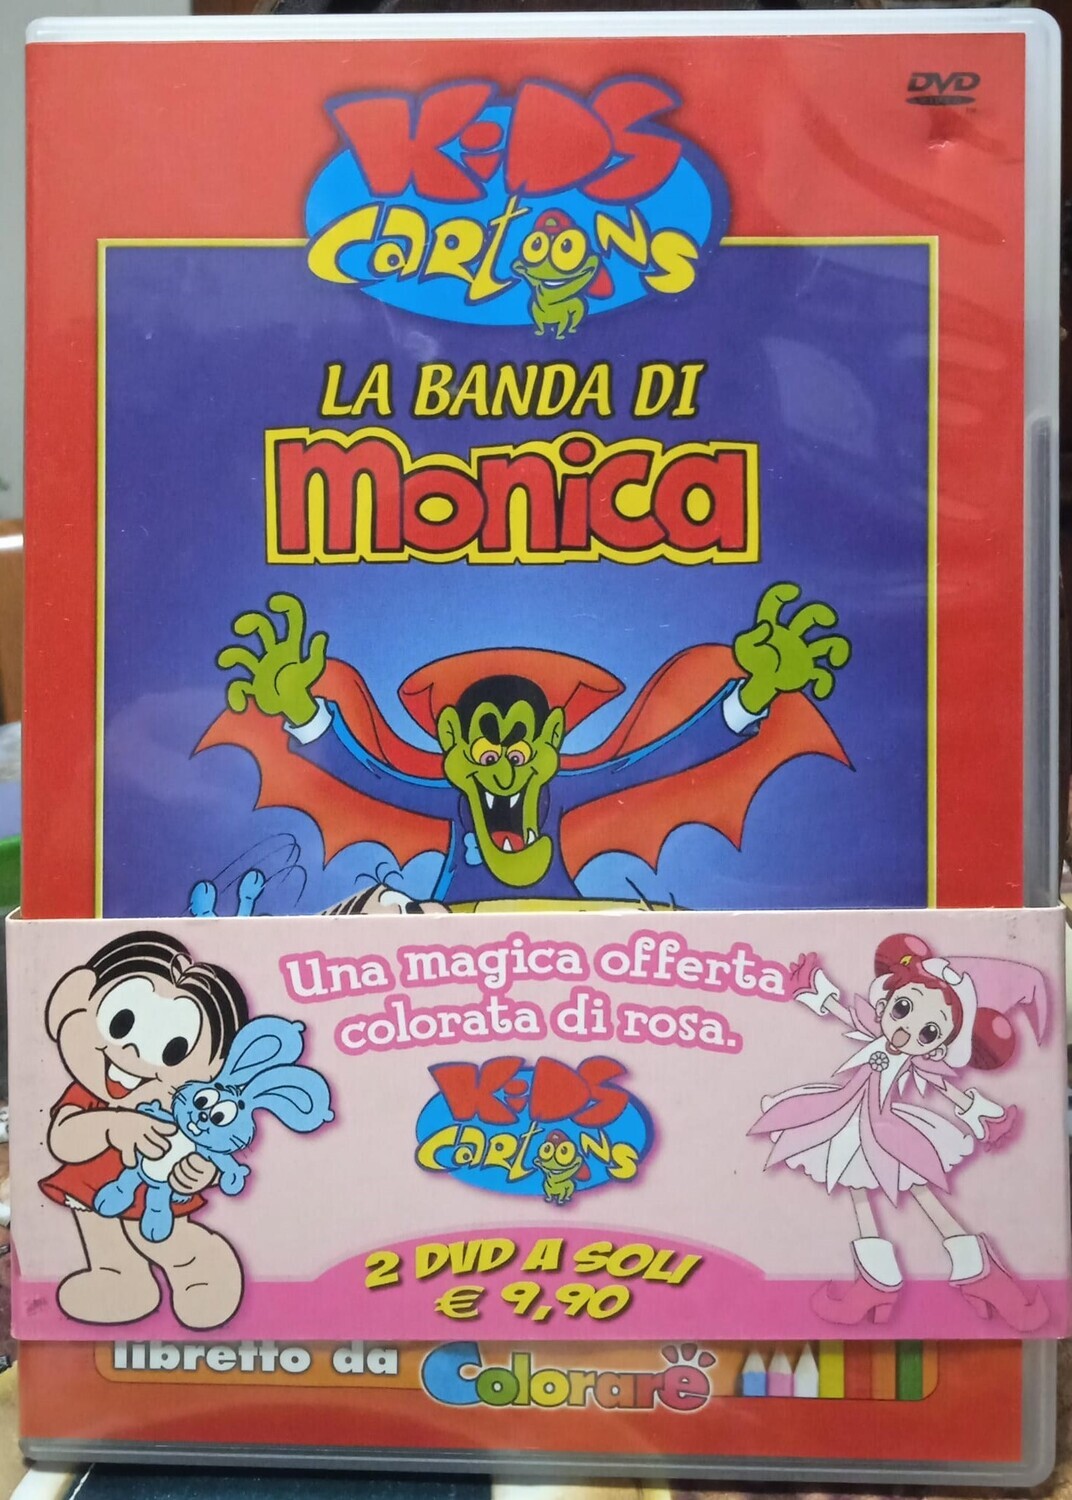 DVD
VIDEO
KiDS
CARTOONS
LA BANDA DI
Monica
Una magica offerta
colorata di rosa.
KiDS
CARTOONS
2 DVD A SOLI
€ 9,90
libretto da Colorare